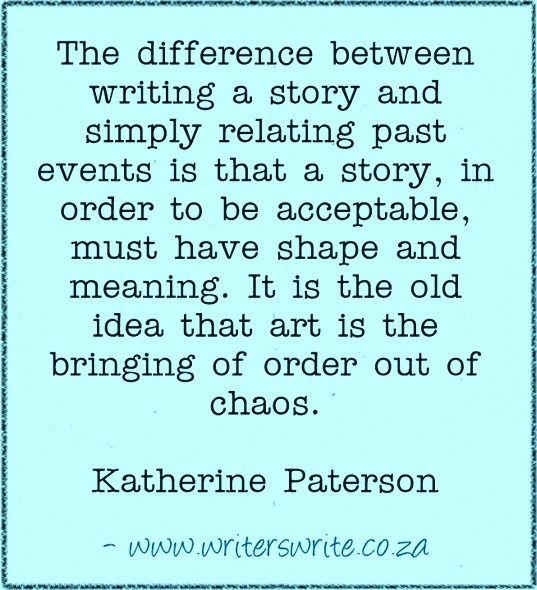 The difference between
writing a story and
simply relating past
events is that a story, in
order to be acceptable,
must have shape and
meaning. It is the old
idea that art is the
bringing of order out of
chaos.
Katherine Paterson
- www.writerswrite.co.za